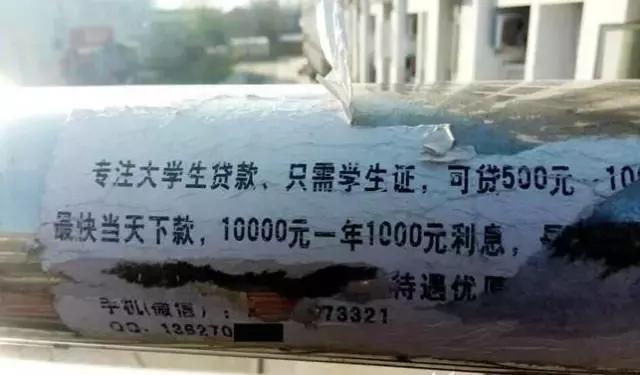 专注大学生贷款、只需学生证，可贷500元
最快当天下款，10000元一年1000元利息，
待遇优厚
手机(微信)：73321
QQ：136270